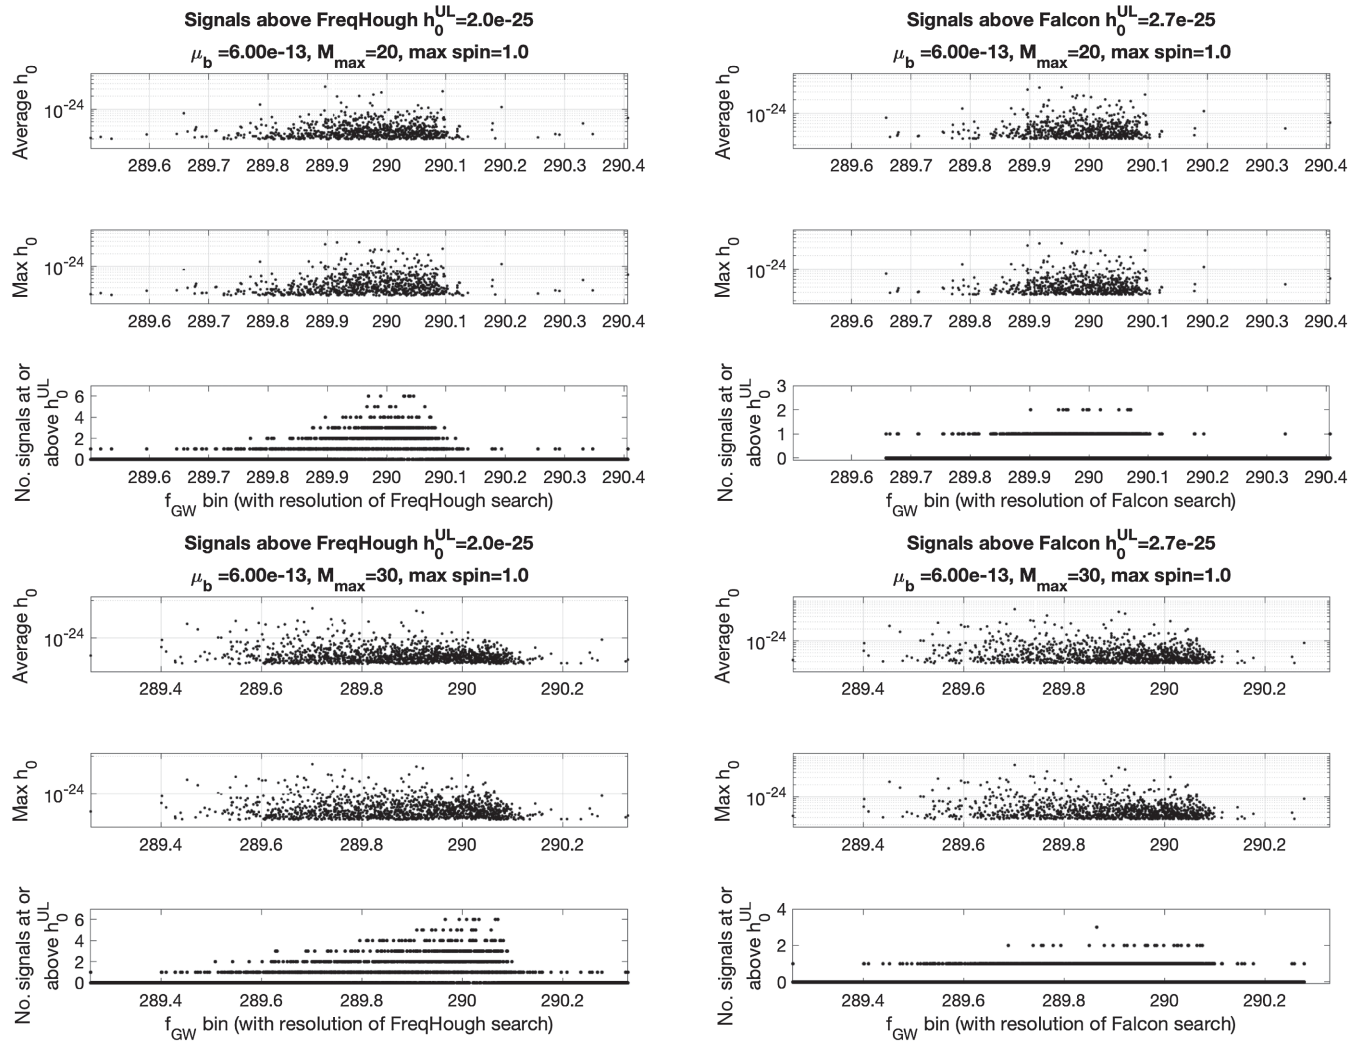 Signals above FreqHough h₀ᵁᴸ=2.0e-25
μ_b =6.00e-13, M_max=20, max spin=1.0
Average h₀
10⁻²⁴
289.6 289.7 289.8 289.9 290 290.1 290.2 290.3 290.4
Max h₀
10⁻²⁴
289.6 289.7 289.8 289.9 290 290.1 290.2 290.3 290.4
No. signals at or
above h₀ᵁᴸ
6
4
2
0
289.6 289.7 289.8 289.9 290 290.1 290.2 290.3 290.4
f_GW bin (with resolution of FreqHough search)
Signals above Falcon h₀ᵁᴸ=2.7e-25
μ_b =6.00e-13, M_max=20, max spin=1.0
Average h₀
10⁻²⁴
289.6 289.7 289.8 289.9 290 290.1 290.2 290.3 290.4
Max h₀
10⁻²⁴
289.6 289.7 289.8 289.9 290 290.1 290.2 290.3 290.4
No. signals at or
above h₀ᵁᴸ
3
2
1
0
289.6 289.7 289.8 289.9 290 290.1 290.2 290.3 290.4
f_GW bin (with resolution of Falcon search)
Signals above FreqHough h₀ᵁᴸ=2.0e-25
μ_b =6.00e-13, M_max=30, max spin=1.0
Average h₀
10⁻²⁴
289.4 289.6 289.8 290 290.2
Max h₀
10⁻²⁴
289.4 289.6 289.8 290 290.2
No. signals at or
above h₀ᵁᴸ
6
4
2
0
289.4 289.6 289.8 290 290.2
f_GW bin (with resolution of FreqHough search)
Signals above Falcon h₀ᵁᴸ=2.7e-25
μ_b =6.00e-13, M_max=30, max spin=1.0
Average h₀
10⁻²⁴
289.4 289.6 289.8 290 290.2
Max h₀
10⁻²⁴
289.4 289.6 289.8 290 290.2
No. signals at or
above h₀ᵁᴸ
4
2
0
289.4 289.6 289.8 290 290.2
f_GW bin (with resolution of Falcon search)